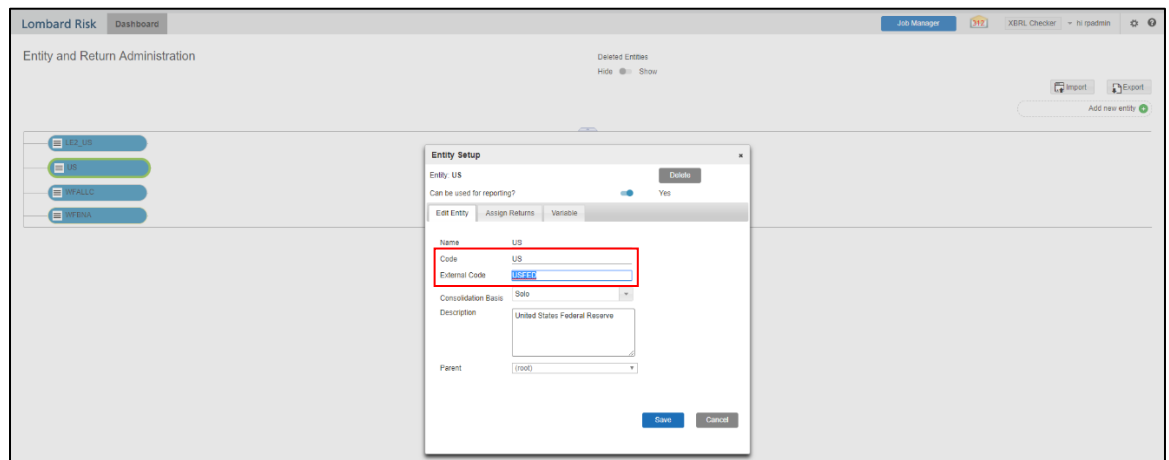 Lombard Risk Dashboard Job Manager 317 XBRL Checker hi rpadmin
Entity and Return Administration
Deleted Entities
Hide Show
Import Export
Add new entity
LE2_US
US
WFALLC
WFBNA
Entity Setup
Entity: US Delete
Can be used for reporting? Yes
Edit Entity Assign Returns Variable
Name US
Code US
External Code USFED
Consolidation Basis Solo
Description United States Federal Reserve
Parent (root)
Save Cancel